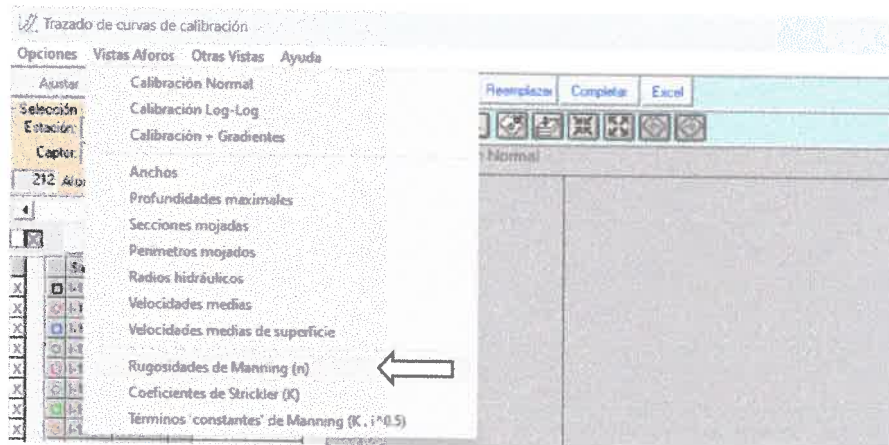 Trazado de curvas de calibración
Opciones Vistas Aforos Otras Vistas Ayuda
Ajustar
Reemplazar Completar Excel
Selección
Estación:
Captor:
212
Normal
Calibración Normal
Calibración Log-Log
Calibración + Gradientes
Anchos
Profundidades maximales
Secciones mojadas
Perimetros mojados
Radios hidráulicos
Velocidades medias
Velocidades medias de superficie
Rugosidades de Manning (n)
Coeficientes de Strickler (K)
Términos 'constantes' de Manning (K . i^0.5)